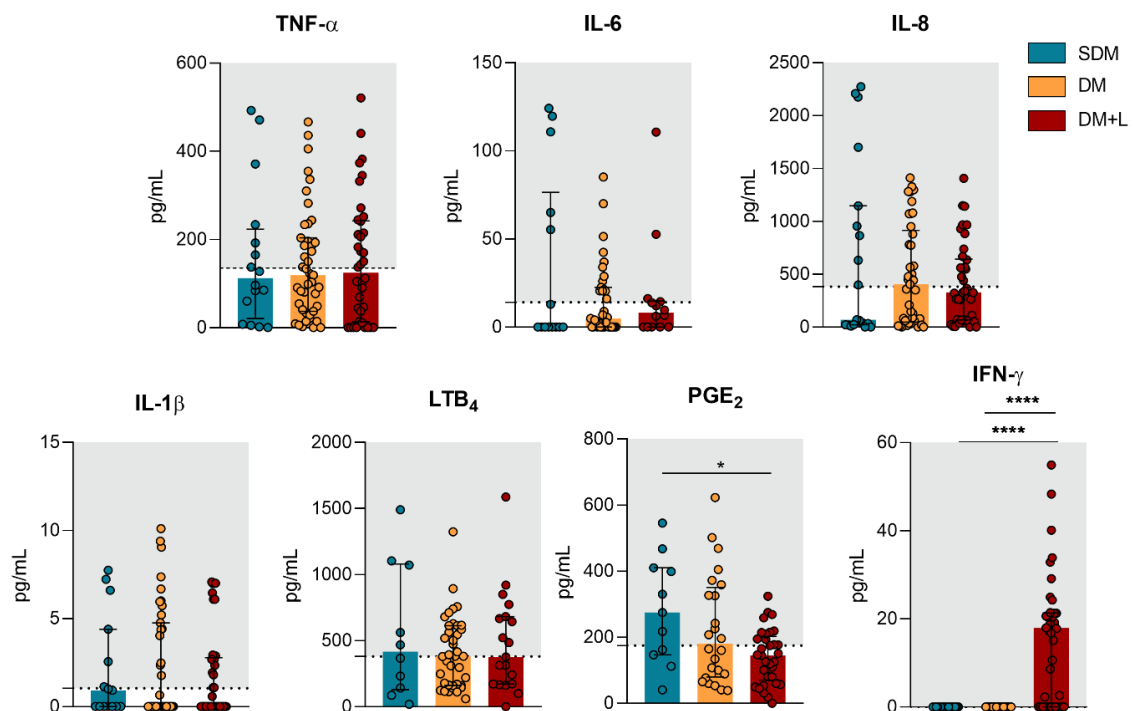 TNF-α
IL-6
IL-8
SDM
DM
DM+L
pg/mL
600
400
200
0
pg/mL
150
100
50
0
pg/mL
2500
2000
1500
1000
500
0
IL-1β
LTB₄
PGE₂
IFN-γ
pg/mL
15
10
5
0
pg/mL
2000
1500
1000
500
0
pg/mL
800
600
400
200
0
*
pg/mL
60
40
20
0
****
****